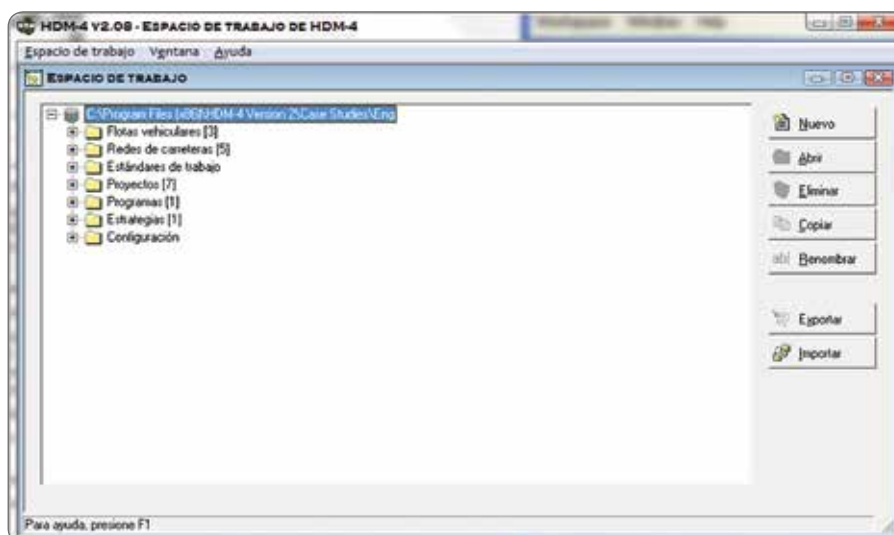 HDM-4 V2.08 - ESPACIO DE TRABAJO DE HDM-4
Espacio de trabajo Ventana Ayuda
ESPACIO DE TRABAJO
C:\Program Files (x86)\HDM-4 Version 2\Case Studies\Eng
Flotas vehiculares [3]
Redes de carreteras [5]
Estándares de trabajo
Proyectos [7]
Programas [1]
Estrategias [1]
Configuración
Nuevo
Abrir
Eliminar
Copiar
Renombrar
Exportar
Importar
Para ayuda, presione F1